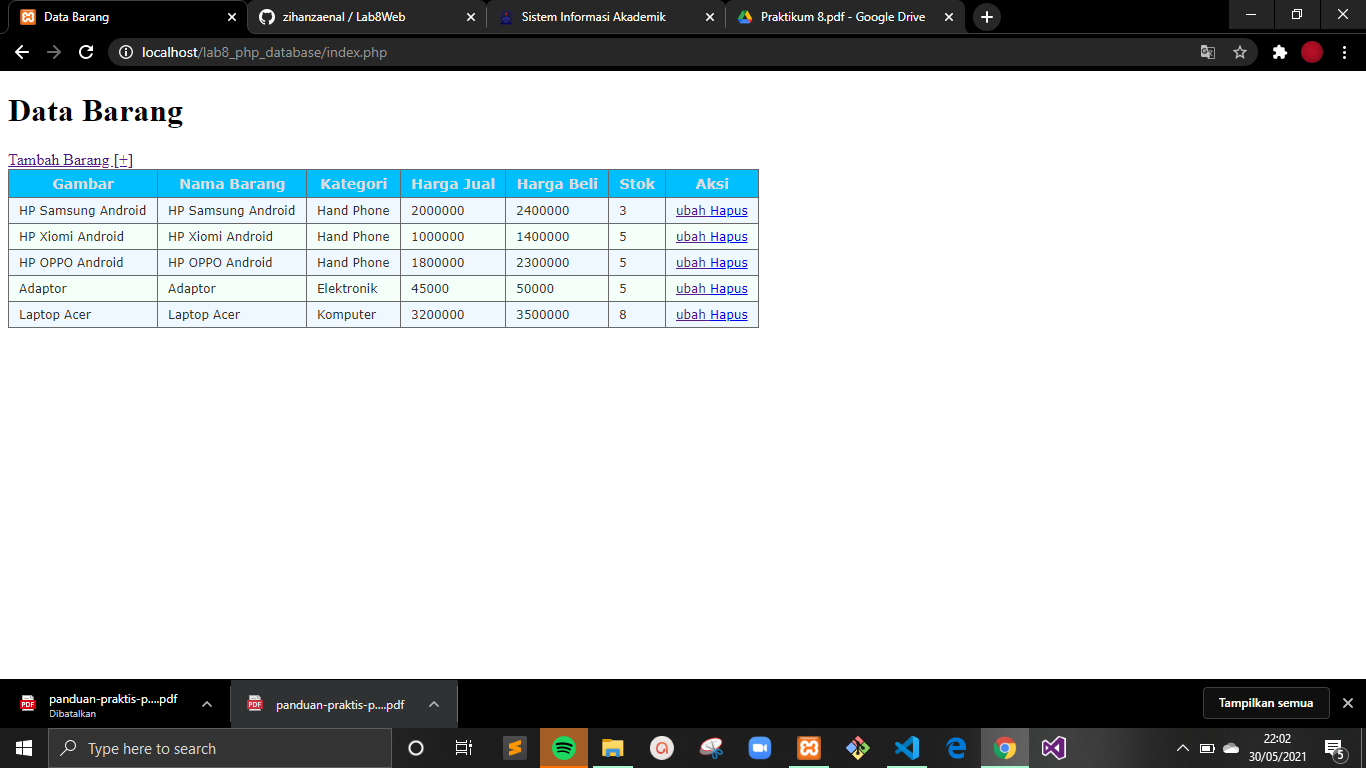 Data Barang
zihanzaenal / Lab8Web
Sistem Informasi Akademik
Praktikum 8.pdf - Google Drive
localhost/lab8_php_database/index.php
Data Barang
Tambah Barang [+]
Gambar Nama Barang Kategori Harga Jual Harga Beli Stok Aksi
HP Samsung Android HP Samsung Android Hand Phone 2000000 2400000 3 ubah Hapus
HP Xiomi Android HP Xiomi Android Hand Phone 1000000 1400000 5 ubah Hapus
HP OPPO Android HP OPPO Android Hand Phone 1800000 2300000 5 ubah Hapus
Adaptor Adaptor Elektronik 45000 50000 5 ubah Hapus
Laptop Acer Laptop Acer Komputer 3200000 3500000 8 ubah Hapus
PDF panduan-praktis-p....pdf
Dibatalkan
PDF panduan-praktis-p....pdf
Tampilkan semua
Type here to search
22:02
30/05/2021
5